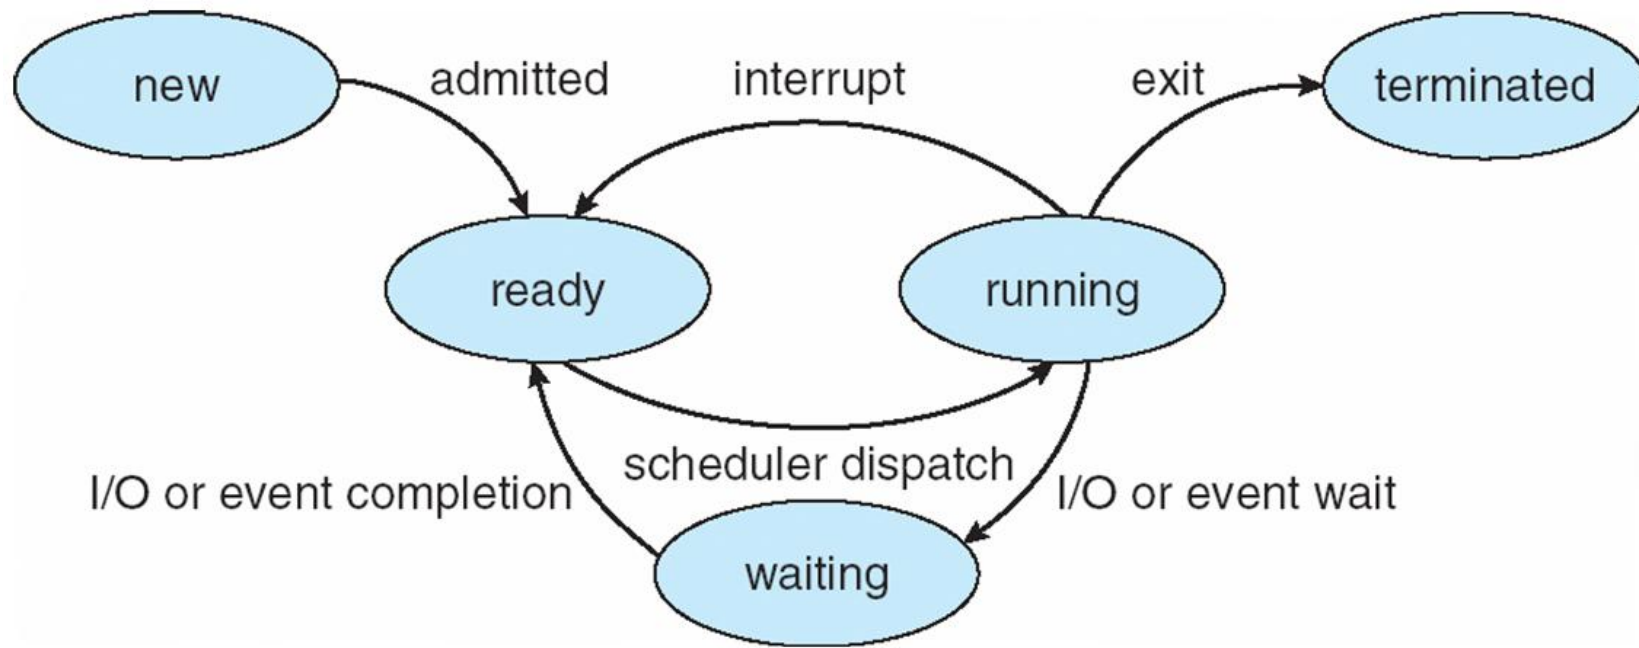 new
admitted
interrupt
exit
terminated
ready
running
scheduler dispatch
I/O or event completion
I/O or event wait
waiting